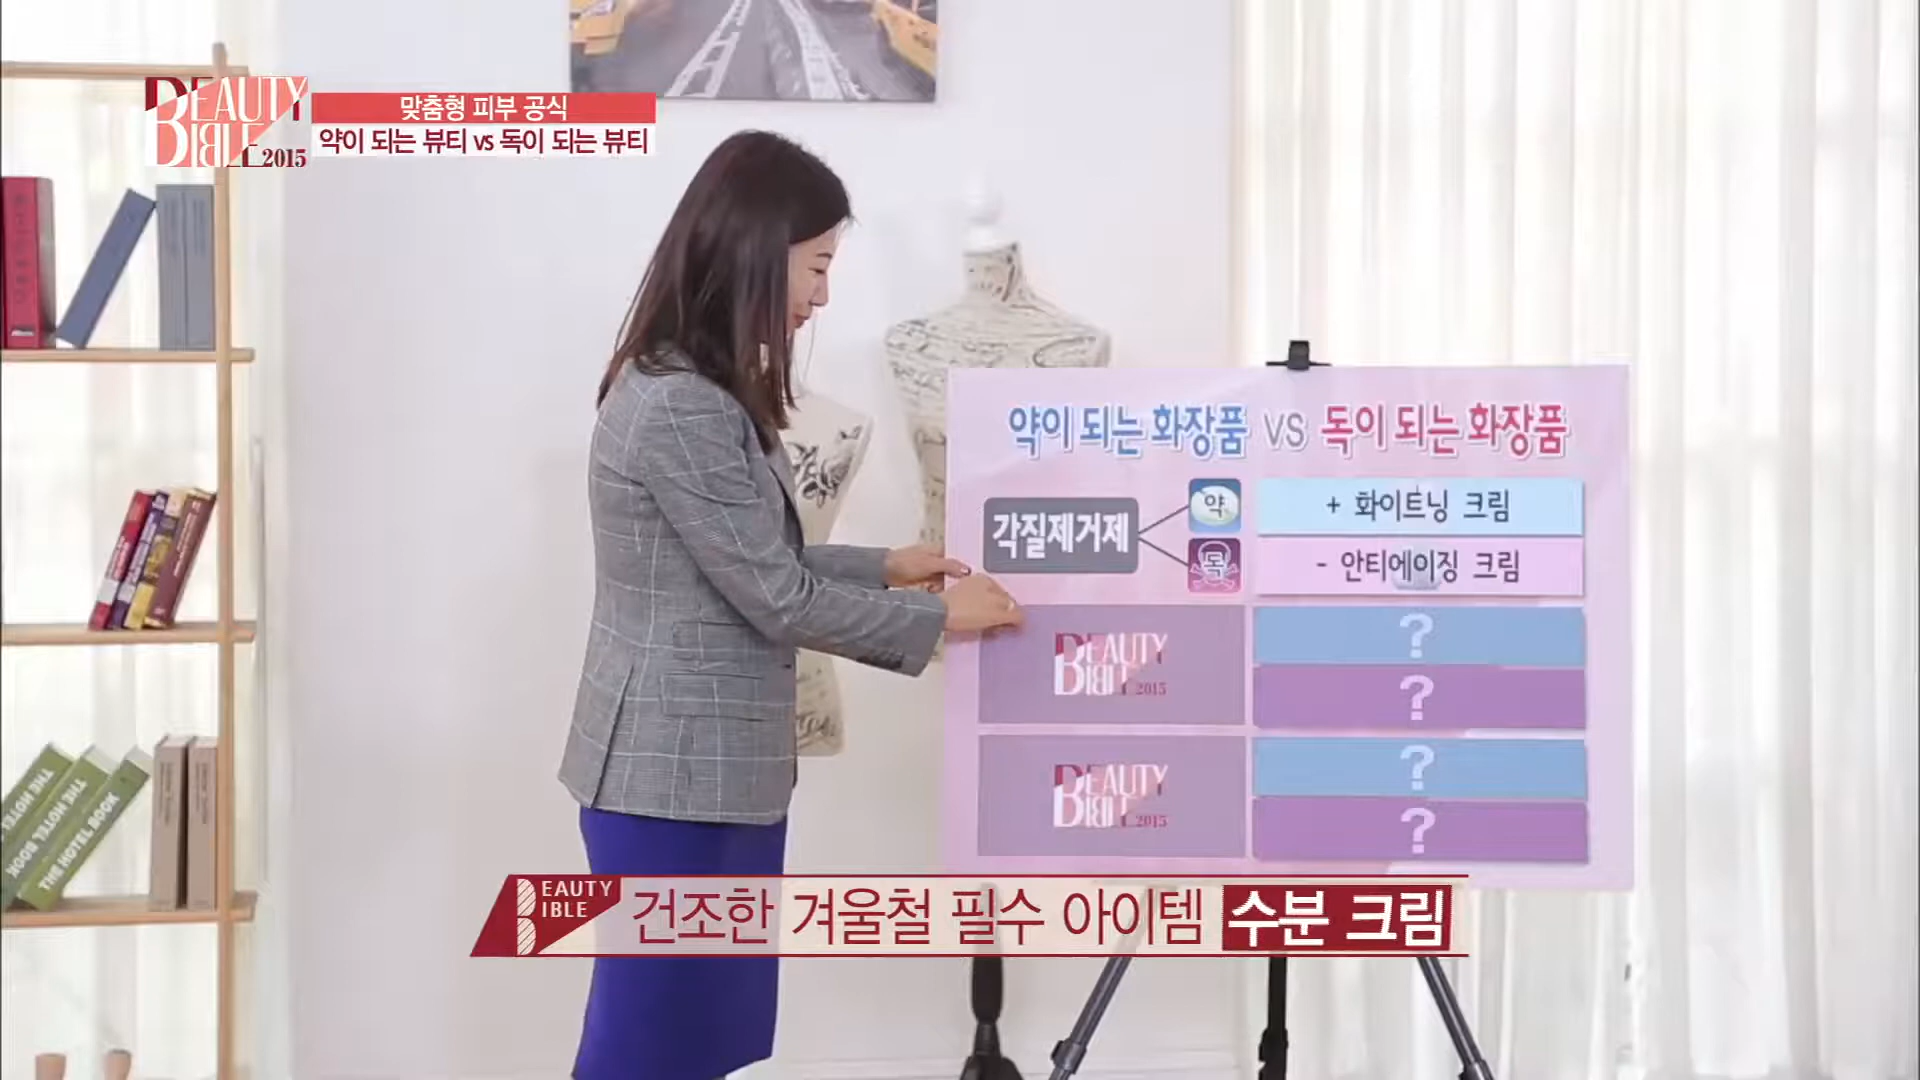 BEAUTY
BIBLE 2015
맞춤형 피부 공식
약이 되는 뷰티 vs 독이 되는 뷰티
약이 되는 화장품 VS 독이 되는 화장품
각질제거제
약
+ 화이트닝 크림
독
- 안티에이징 크림
BEAUTY
BIBLE 2015
?
?
BEAUTY
BIBLE 2015
?
?
THE HOTEL BOOK
THE HOTEL BOOK
THE HOTEL BOOK
BEAUTY
BIBLE
건조한 겨울철 필수 아이템 수분 크림